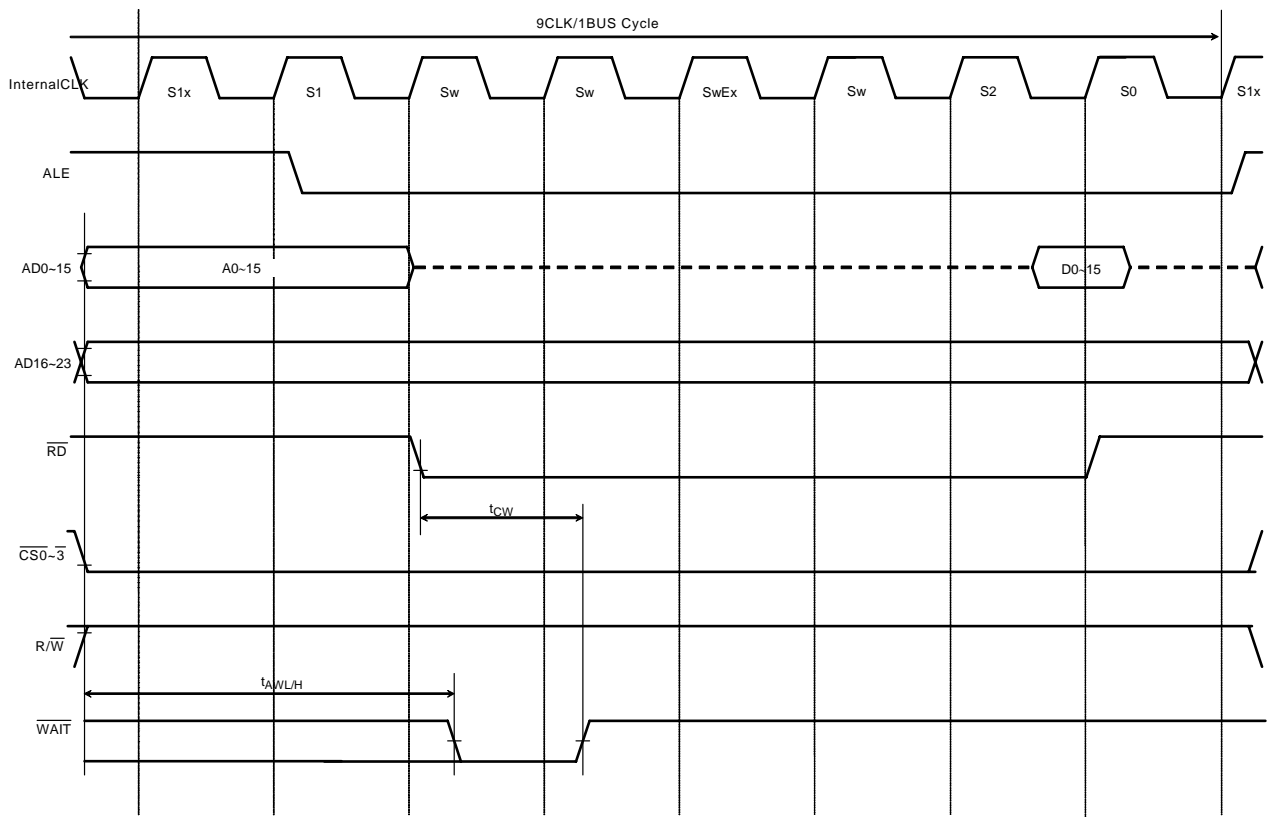 9CLK/1BUS Cycle
InternalCLK
S1x S1 Sw Sw SwEx Sw S2 S0 S1x
ALE
AD0~15 A0~15 D0~15
AD16~23
RD
tCW
CS0~3
R/W
tAWL/H
WAIT